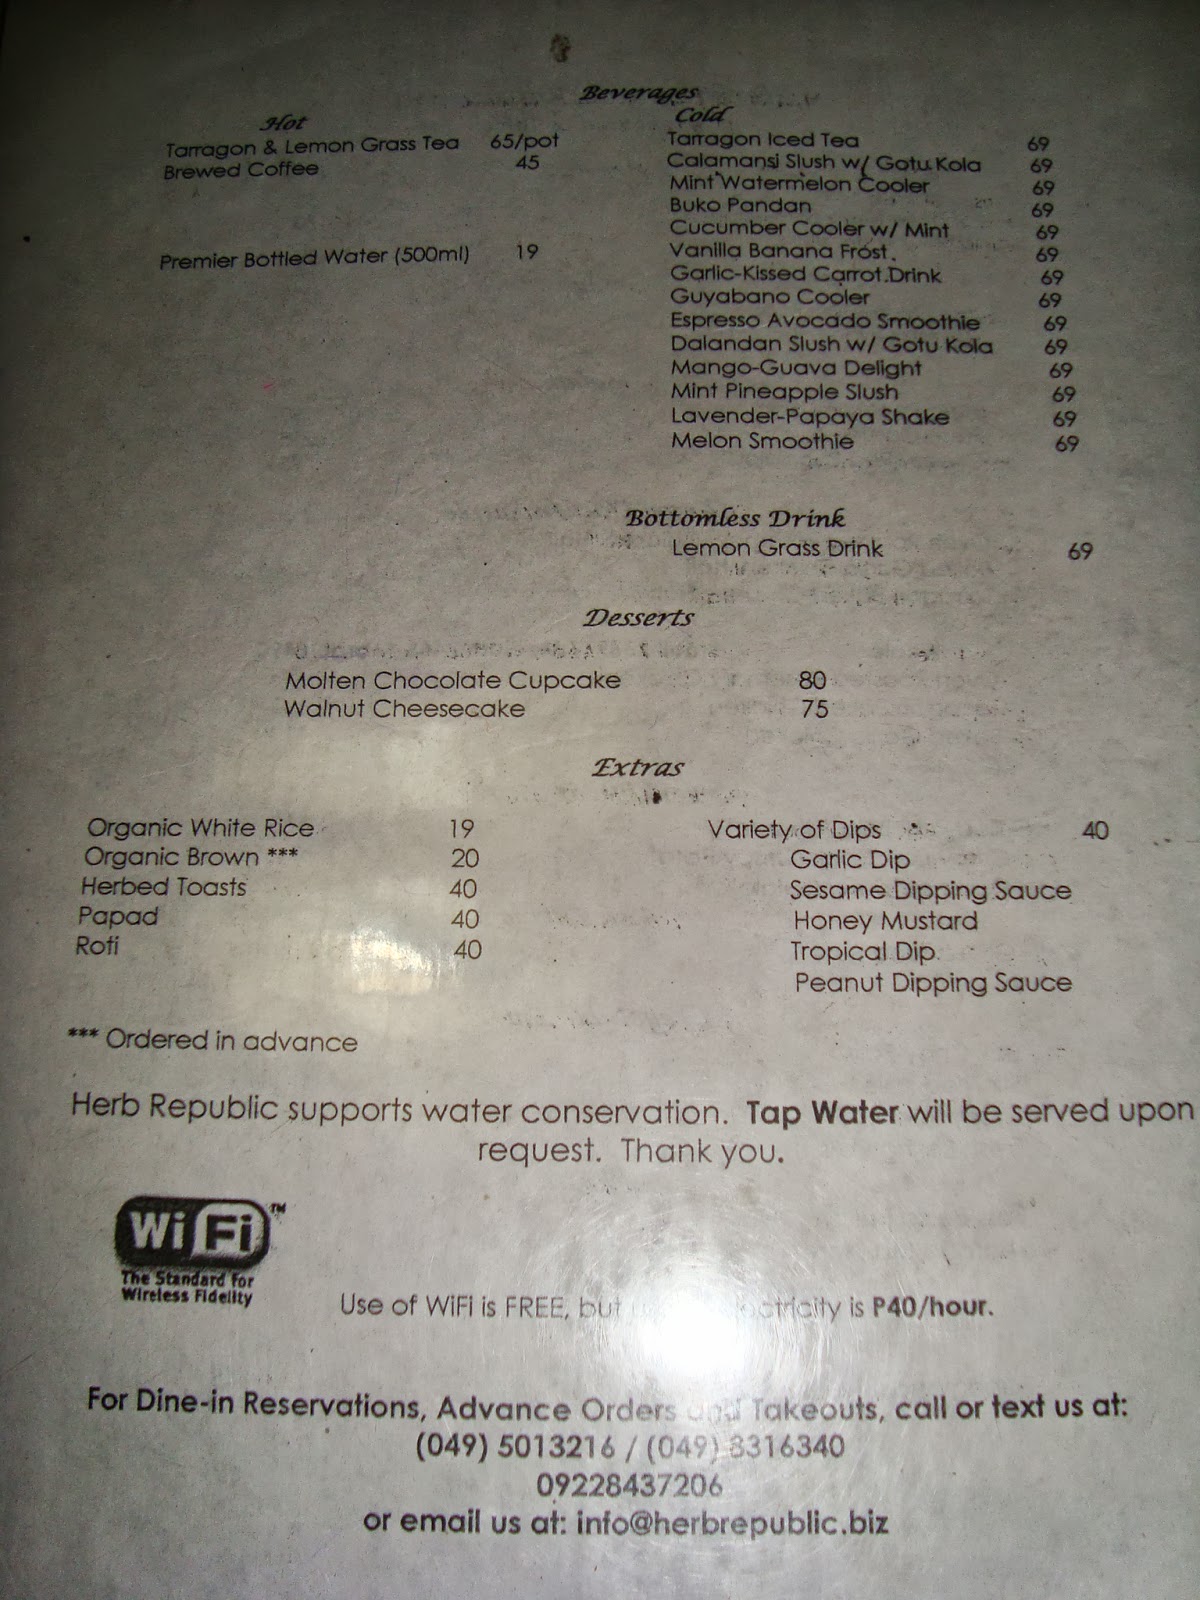 Beverages
Hot
Tarragon & Lemon Grass Tea 65/pot
Brewed Coffee 45
Premier Bottled Water (500ml) 19
Cold
Tarragon Iced Tea 69
Calamansi Slush w/ Gotu Kola 69
Mint Watermelon Cooler 69
Buko Pandan 69
Cucumber Cooler w/ Mint 69
Vanilla Banana Frost 69
Garlic-Kissed Carrot Drink 69
Guyabano Cooler 69
Espresso Avocado Smoothie 69
Dalandan Slush w/ Gotu Kola 69
Mango-Guava Delight 69
Mint Pineapple Slush 69
Lavender-Papaya Shake 69
Melon Smoothie 69
Bottomless Drink
Lemon Grass Drink 69
Desserts
Molten Chocolate Cupcake 80
Walnut Cheesecake 75
Extras
Organic White Rice 19
Organic Brown *** 20
Herbed Toasts 40
Papad 40
Roti 40
Variety of Dips 40
Garlic Dip
Sesame Dipping Sauce
Honey Mustard
Tropical Dip
Peanut Dipping Sauce
*** Ordered in advance
Herb Republic supports water conservation. Tap Water will be served upon
request. Thank you.
WiFi™
The Standard for
Wireless Fidelity
Use of WiFi is FREE, but electricity is P40/hour.
For Dine-in Reservations, Advance Orders and Takeouts, call or text us at:
(049) 5013216 / (049) 8316340
09228437206
or email us at: info@herbrepublic.biz